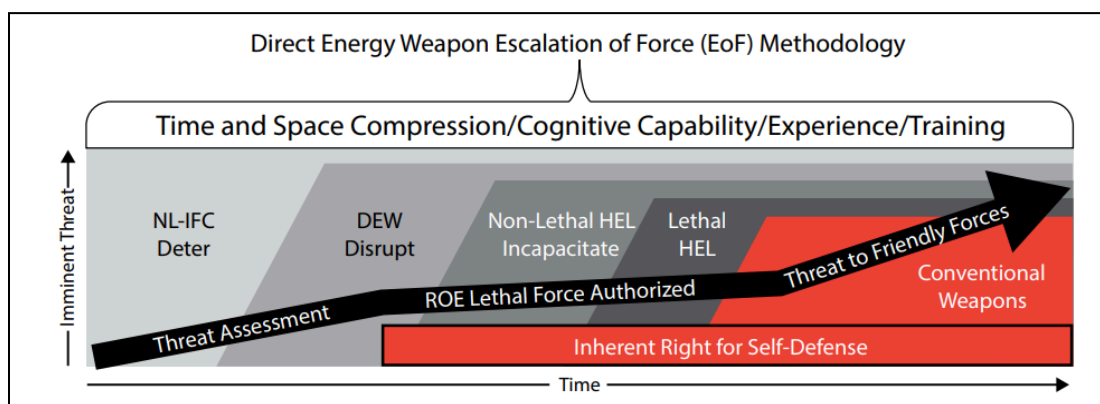 Direct Energy Weapon Escalation of Force (EoF) Methodology
Time and Space Compression/Cognitive Capability/Experience/Training
Imminent Threat
NL-IFC
Deter
DEW
Disrupt
Non-Lethal HEL
Incapacitate
Lethal
HEL
Conventional
Weapons
Threat Assessment
ROE Lethal Force Authorized
Threat to Friendly Forces
Inherent Right for Self-Defense
Time